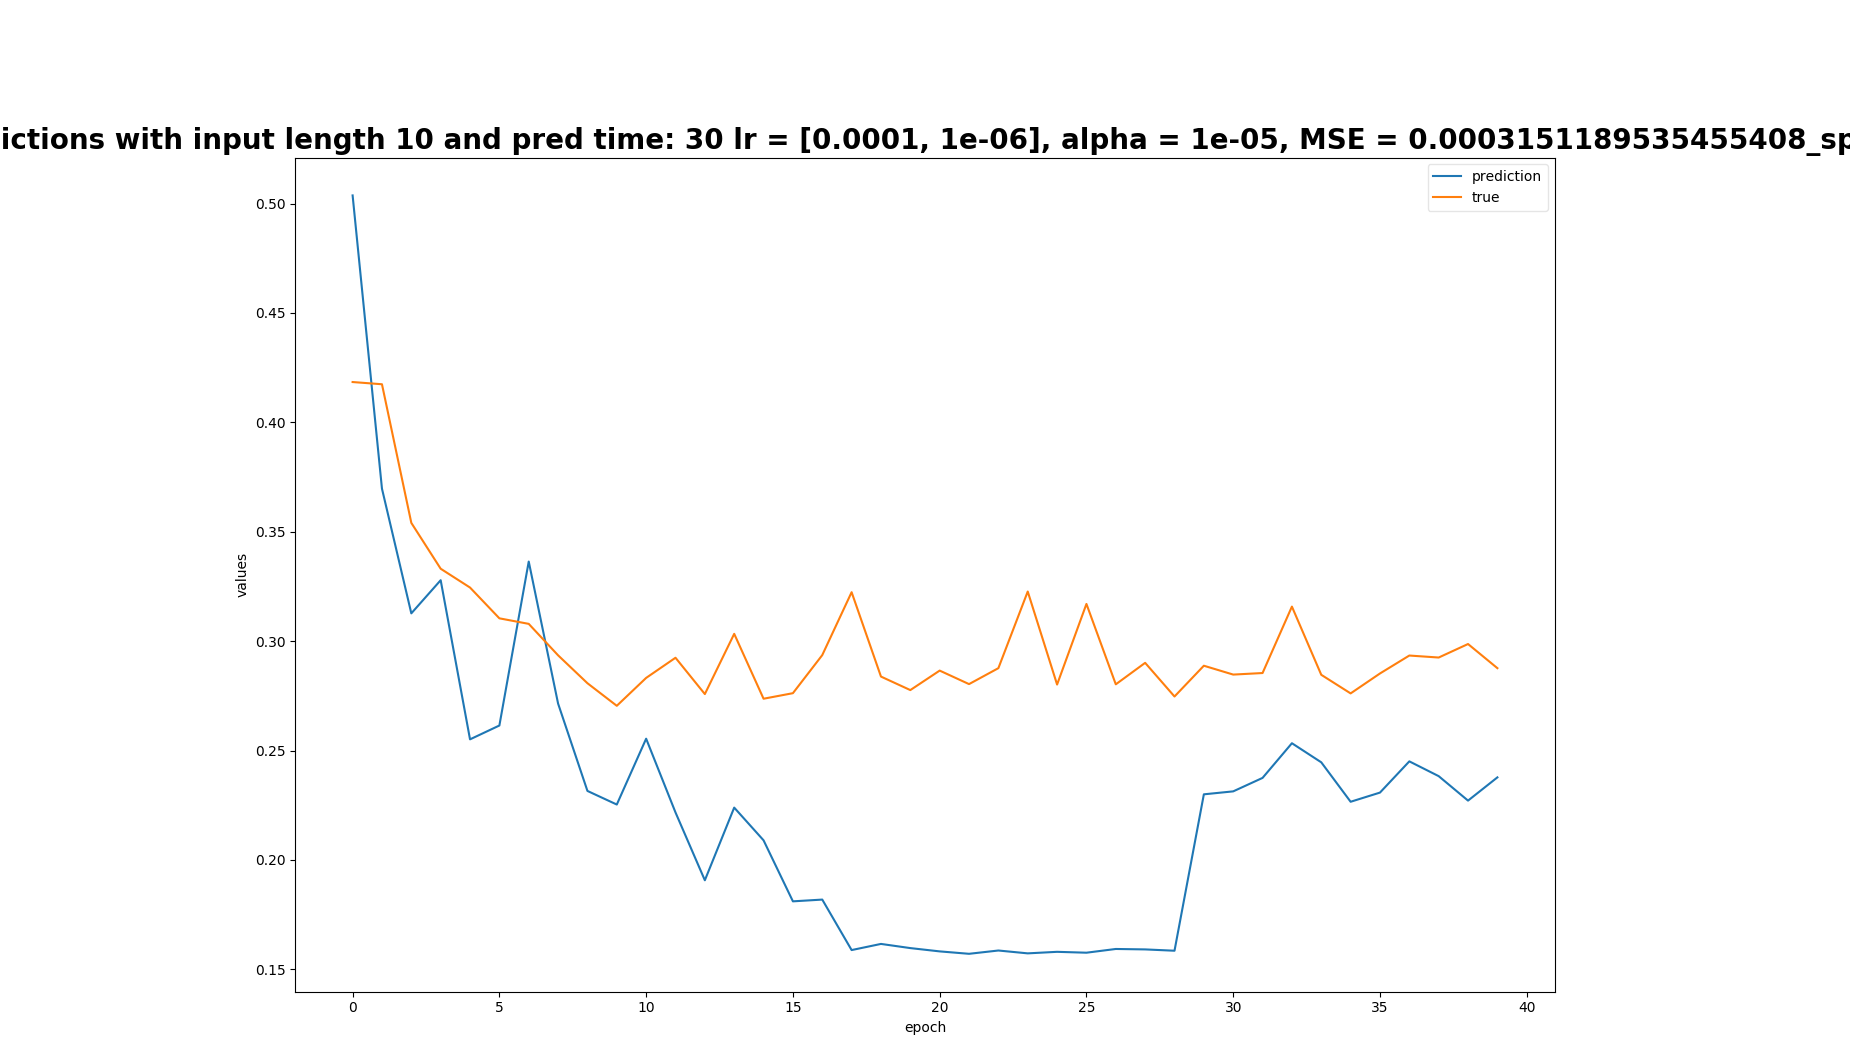 ictions with input length 10 and pred time: 30 lr = [0.0001, 1e-06], alpha = 1e-05, MSE = 0.0003151189535455408_sp
prediction
true
0.50
0.45
0.40
0.35
0.30
0.25
0.20
0.15
values
0 5 10 15 20 25 30 35 40
epoch